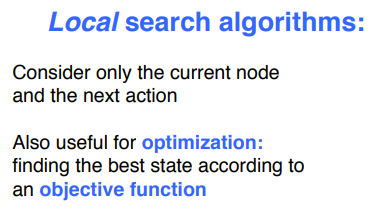 Local search algorithms:
Consider only the current node
and the next action
Also useful for optimization:
finding the best state according to
an objective function